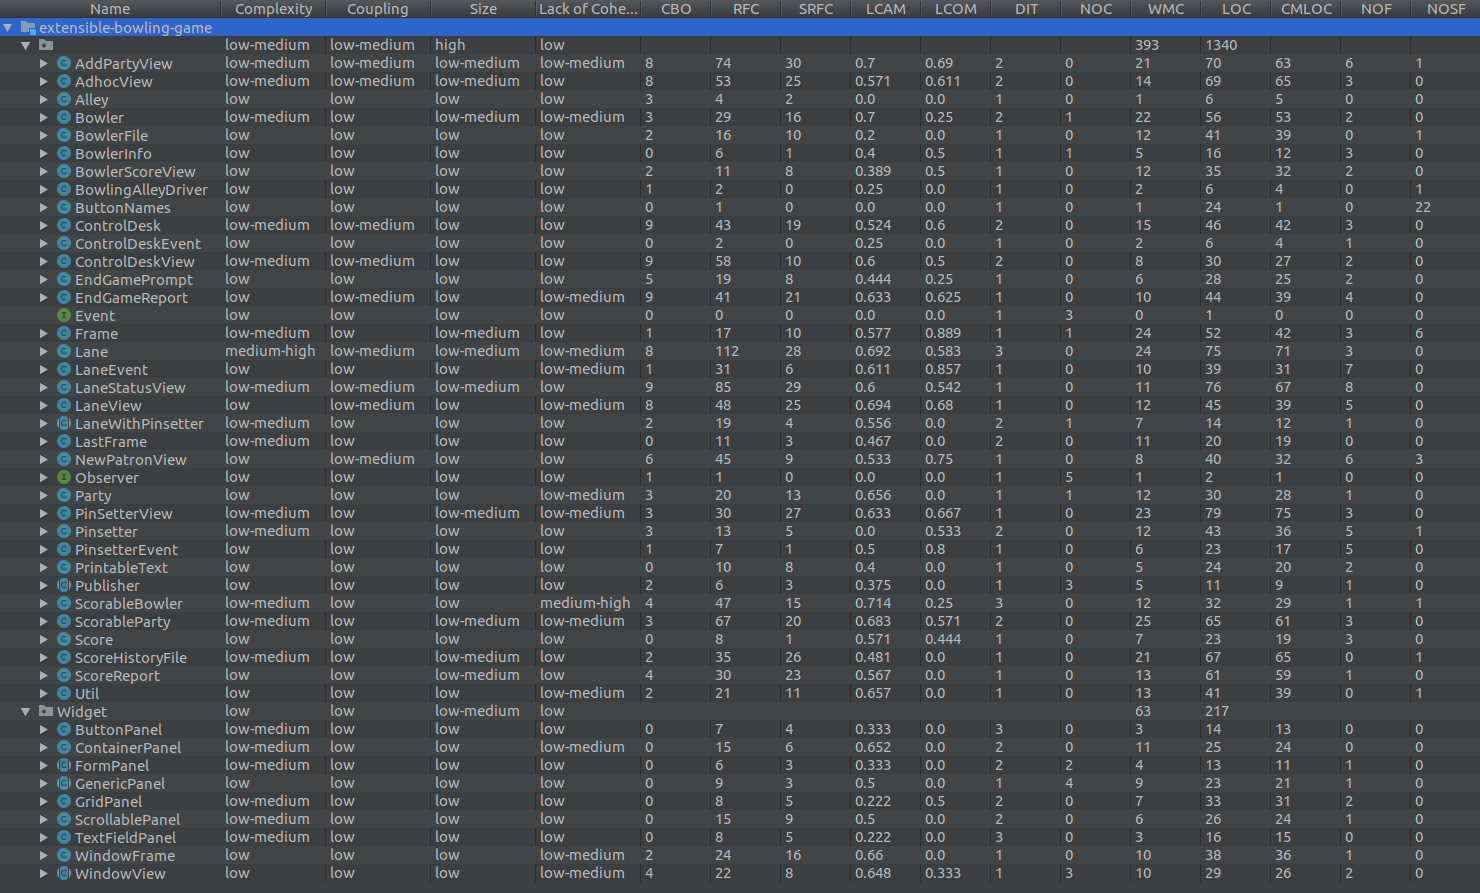 Name Complexity Coupling Size Lack of Cohe... CBO RFC SRFC LCAM LCOM DIT NOC WMC LOC CMLOC NOF NOSF
extensible-bowling-game
low-medium low-medium high low 393 1340
AddPartyView low-medium low-medium low-medium low-medium 8 74 30 0.7 0.69 2 0 21 70 63 6 1
AdhocView low-medium low-medium low-medium low 8 53 25 0.571 0.611 2 0 14 69 65 3 0
Alley low low low low 3 4 2 0.0 0.0 1 0 1 6 5 0 0
Bowler low-medium low low-medium low-medium 3 29 16 0.7 0.25 2 1 22 56 53 2 0
BowlerFile low low low low 2 16 10 0.2 0.0 1 0 12 41 39 0 1
BowlerInfo low low low low 0 6 1 0.4 0.5 1 1 5 16 12 3 0
BowlerScoreView low low low low 2 11 8 0.389 0.5 1 0 12 35 32 2 0
BowlingAlleyDriver low low low low 1 2 0 0.25 0.0 1 0 2 6 4 0 1
ButtonNames low low low low 0 1 0 0.0 0.0 1 0 1 24 1 0 22
ControlDesk low-medium low-medium low low 9 43 19 0.524 0.6 2 0 15 46 42 3 0
ControlDeskEvent low low low low 0 2 0 0.25 0.0 1 0 2 6 4 1 0
ControlDeskView low-medium low-medium low low 9 58 10 0.6 0.5 2 0 8 30 27 2 0
EndGamePrompt low low low low 5 19 8 0.444 0.25 1 0 6 28 25 2 0
EndGameReport low low-medium low low-medium 9 41 21 0.633 0.625 1 0 10 44 39 4 0
Event low low low low 0 0 0 0.0 0.0 1 3 0 1 0 0 0
Frame low-medium low low-medium low 1 17 10 0.577 0.889 1 1 24 52 42 3 6
Lane medium-high low-medium low-medium low-medium 8 112 28 0.692 0.583 3 0 24 75 71 3 0
LaneEvent low low low low-medium 1 31 6 0.611 0.857 1 0 10 39 31 7 0
LaneStatusView low low-medium low-medium low 9 85 29 0.6 0.542 1 0 11 76 67 8 0
LaneView low low-medium low low-medium 8 48 25 0.694 0.68 1 0 12 45 39 5 0
LaneWithPinsetter low-medium low low low 2 19 4 0.556 0.0 2 1 7 14 12 1 0
LastFrame low-medium low low low 0 11 3 0.467 0.0 2 0 11 20 19 0 0
NewPatronView low low-medium low low 6 45 9 0.533 0.75 1 0 8 40 32 6 3
Observer low low low low 1 1 0 0.0 0.0 1 5 1 2 1 0 0
Party low low low low-medium 3 20 13 0.656 0.0 1 1 12 30 28 1 0
PinSetterView low-medium low low-medium low-medium 3 30 27 0.633 0.667 1 0 23 79 75 3 0
Pinsetter low-medium low low low 3 13 5 0.0 0.533 2 0 12 43 36 5 1
PinsetterEvent low low low low 1 7 1 0.5 0.8 1 0 6 23 17 5 0
PrintableText low low low low 0 10 8 0.4 0.0 1 0 5 24 20 2 0
Publisher low low low low 2 6 3 0.375 0.0 1 3 5 11 9 1 0
ScorableBowler low-medium low low medium-high 4 47 15 0.714 0.25 3 0 12 32 29 1 1
ScorableParty low-medium low low-medium low-medium 3 67 20 0.683 0.571 2 0 25 65 61 3 0
Score low low low low 0 8 1 0.571 0.444 1 0 7 23 19 3 0
ScoreHistoryFile low-medium low low-medium low 2 35 26 0.481 0.0 1 0 21 67 65 0 1
ScoreReport low low low-medium low 4 30 23 0.567 0.0 1 0 13 61 59 1 0
Util low low low low-medium 2 21 11 0.657 0.0 1 0 13 41 39 0 1
Widget low low low-medium low 63 217
ButtonPanel low-medium low low low 0 7 4 0.333 0.0 3 0 3 14 13 0 0
ContainerPanel low-medium low low low-medium 0 15 6 0.652 0.0 2 0 11 25 24 0 0
FormPanel low-medium low low low 0 6 3 0.333 0.0 2 2 4 13 11 1 0
GenericPanel low low low low 0 9 3 0.5 0.0 1 4 9 23 21 1 0
GridPanel low-medium low low low 0 8 5 0.222 0.5 2 0 7 33 31 2 0
ScrollablePanel low-medium low low low 0 15 9 0.5 0.0 2 0 6 26 24 1 0
TextFieldPanel low-medium low low low 0 8 5 0.222 0.0 3 0 3 16 15 0 0
WindowFrame low low low low-medium 2 24 16 0.66 0.0 1 0 10 38 36 1 0
WindowView low low low low 4 22 8 0.648 0.333 1 3 10 29 26 2 0